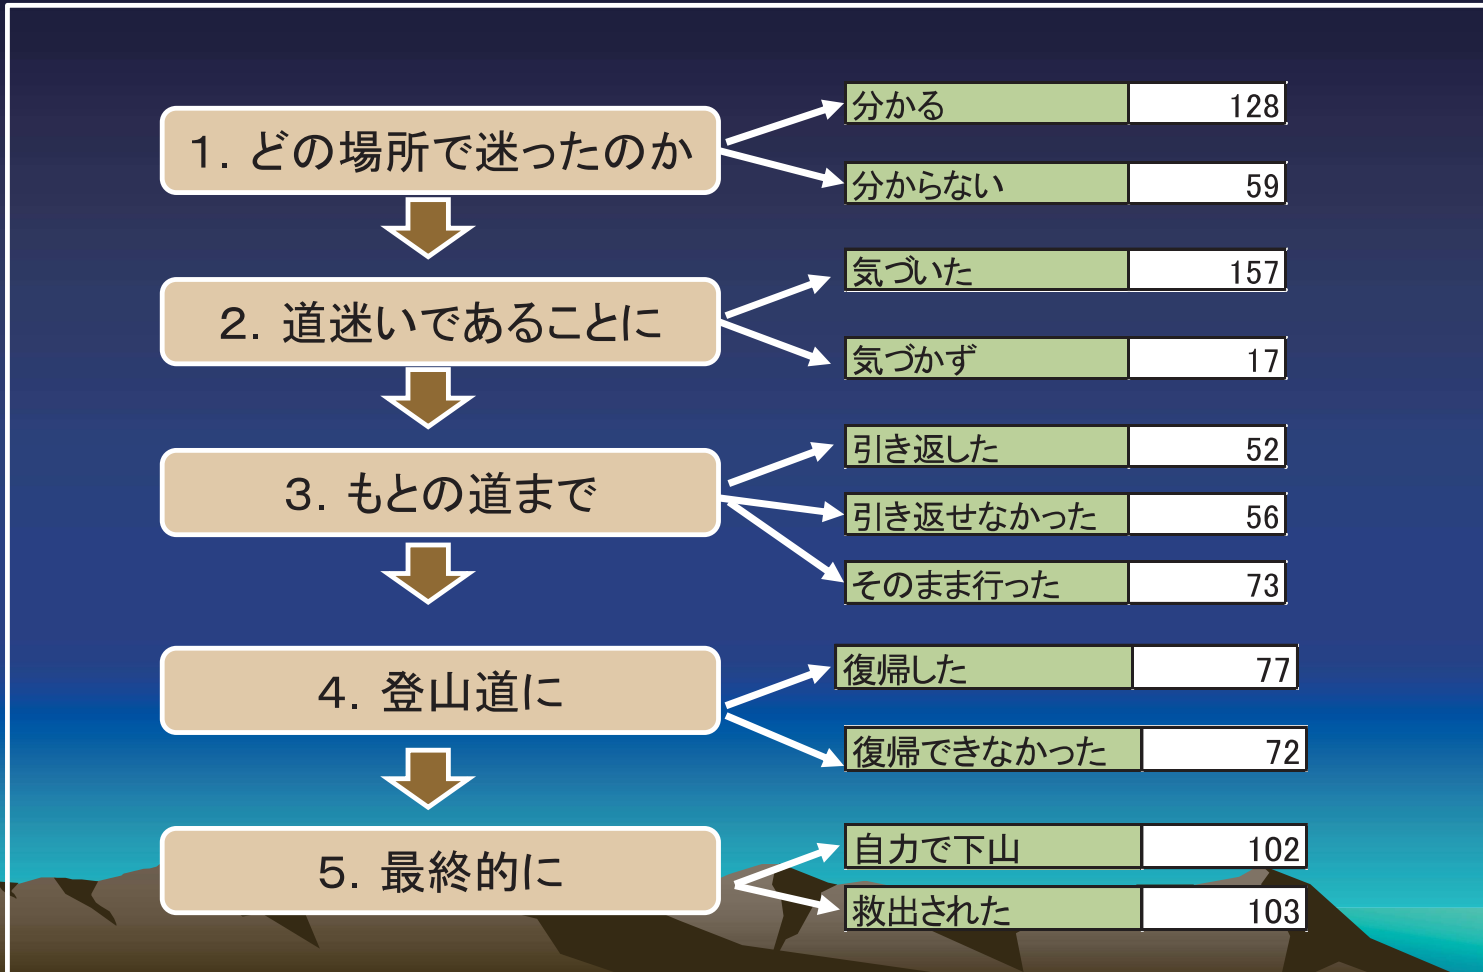 1. どの場所で迷ったのか
分かる 128
分からない 59
2. 道迷いであることに
気づいた 157
気づかず 17
3. もとの道まで
引き返した 52
引き返せなかった 56
そのまま行った 73
4. 登山道に
復帰した 77
復帰できなかった 72
5. 最終的に
自力で下山 102
救出された 103